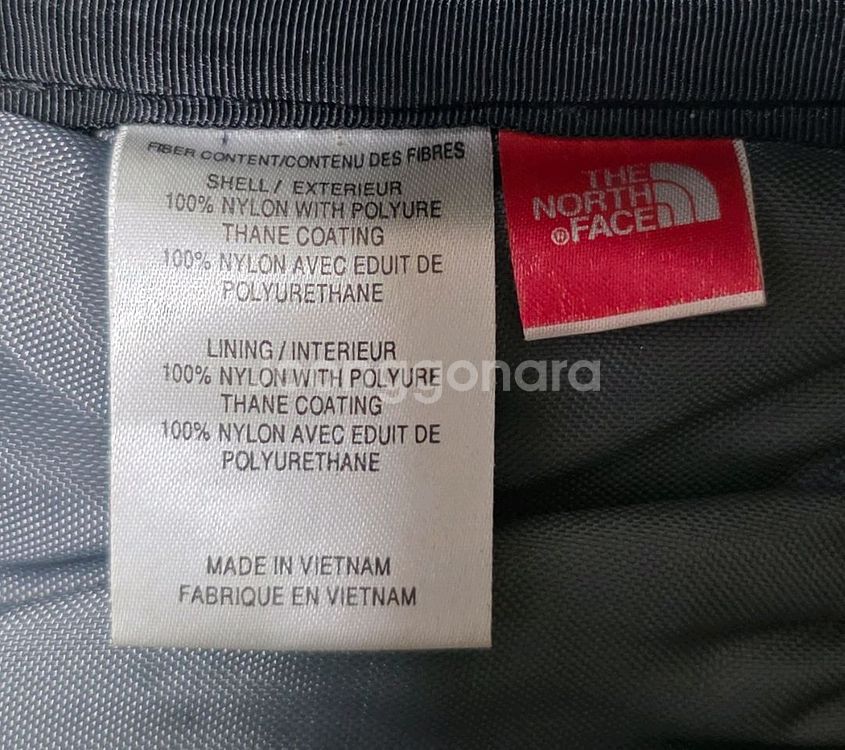 FIBER CONTENT/CONTENU DES FIBRES
SHELL / EXTERIEUR
100% NYLON WITH POLYURE
THANE COATING
100% NYLON AVEC EDUIT DE
POLYURETHANE
LINING / INTERIEUR
100% NYLON WITH POLYURE
THANE COATING
100% NYLON AVEC EDUIT DE
POLYURETHANE
MADE IN VIETNAM
FABRIQUE EN VIETNAM
THE
NORTH
®FACE